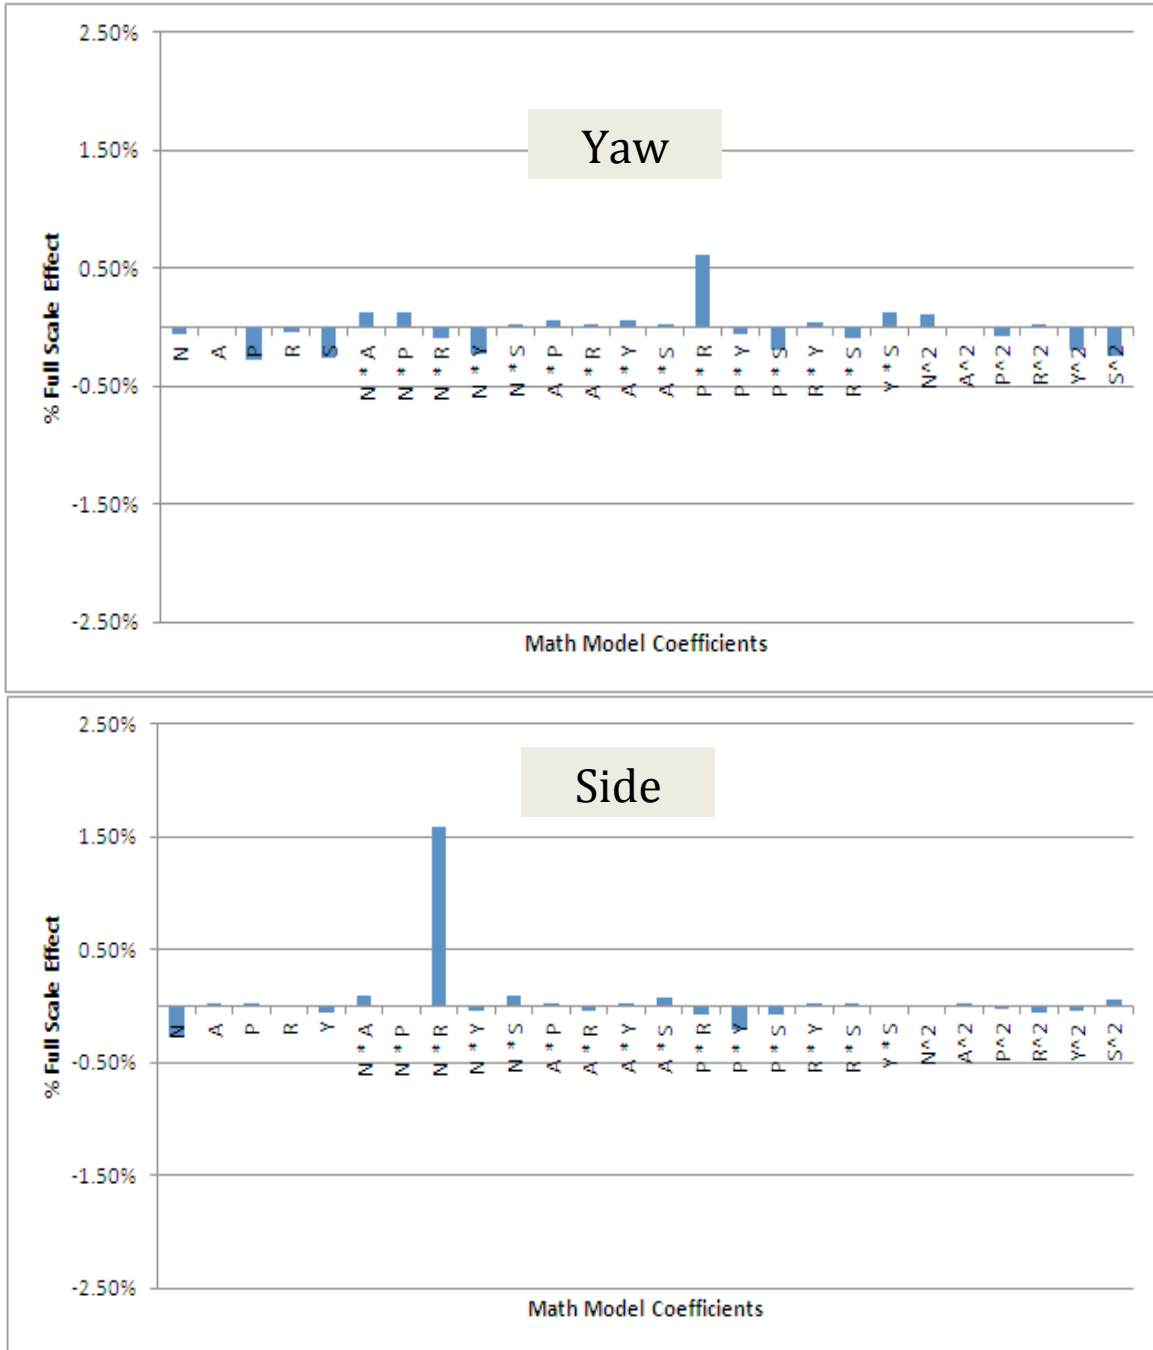 2.50%
Yaw
1.50%
0.50%
-0.50%
-1.50%
-2.50%
% Full Scale Effect
N A P R S N * A N * P N * R N * Y N * S A * P A * R A * Y A * S P * R P * Y P * S R * Y R * S Y * S N^2 A^2 P^2 R^2 Y^2 S^2
Math Model Coefficients
2.50%
Side
1.50%
0.50%
-0.50%
-1.50%
-2.50%
% Full Scale Effect
N A P R Y N * A N * P N * R N * Y N * S A * P A * R A * Y A * S P * R P * Y P * S R * Y R * S Y * S N^2 A^2 P^2 R^2 Y^2 S^2
Math Model Coefficients